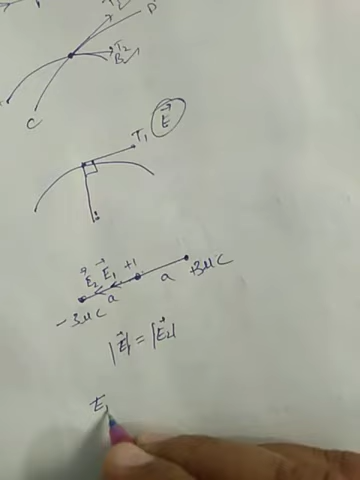 D
T₂
B
C
T₁ E⃗
E⃗₂ E⃗₁ +1
a a +3μC
-3μC
|E⃗₁| = |E⃗₂|
E